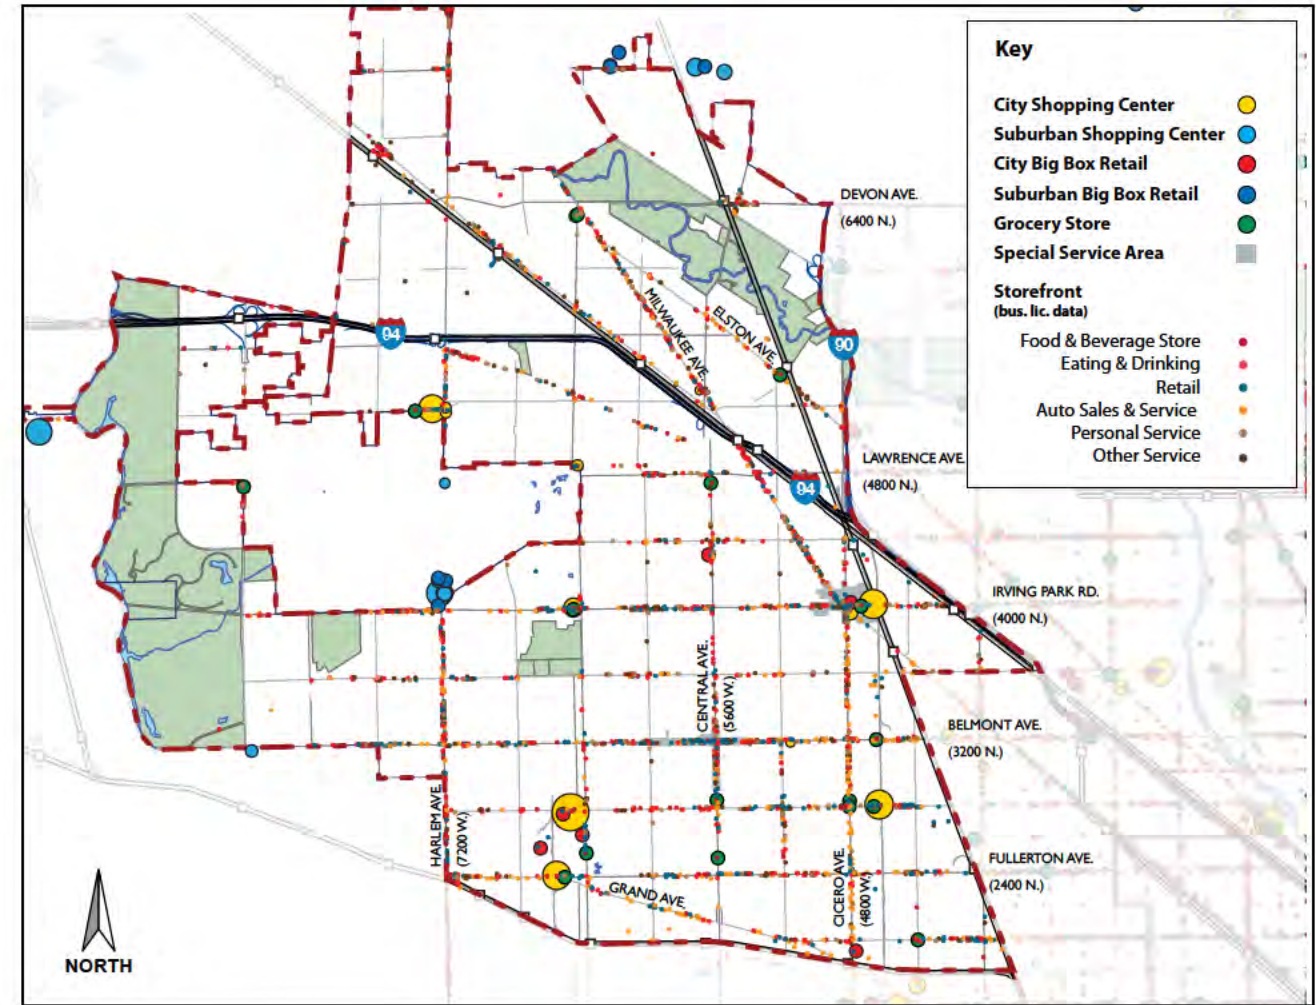 Key
City Shopping Center
Suburban Shopping Center
City Big Box Retail
Suburban Big Box Retail
Grocery Store
Special Service Area
Storefront
(bus. lic. data)
Food & Beverage Store
Eating & Drinking
Retail
Auto Sales & Service
Personal Service
Other Service
DEVON AVE.
(6400 N.)
MILWAUKEE AVE.
ELSTON AVE.
94
90
LAWRENCE AVE.
(4800 N.)
94
IRVING PARK RD.
(4000 N.)
CENTRAL AVE.
(5600 W.)
BELMONT AVE.
(3200 N.)
HARLEM AVE.
(7200 W.)
CICERO AVE.
(4800 W.)
FULLERTON AVE.
(2400 N.)
GRAND AVE.
NORTH